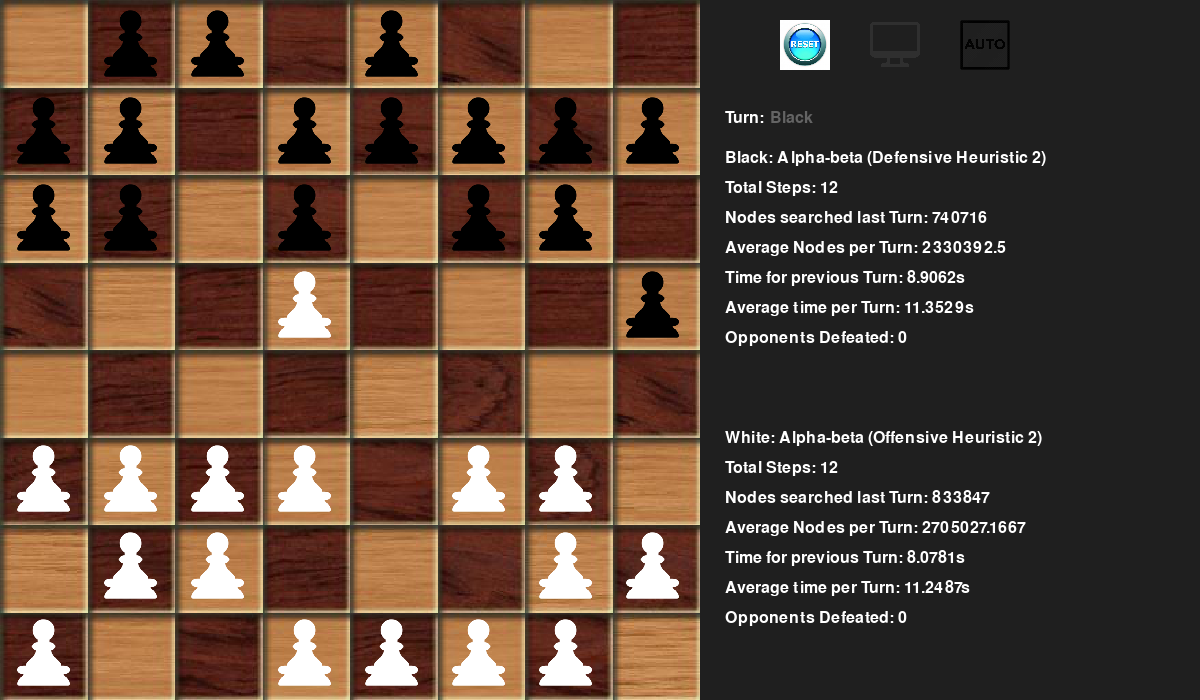 RESET
AUTO
Turn: Black
Black: Alpha-beta (Defensive Heuristic 2)
Total Steps: 12
Nodes searched last Turn: 740716
Average Nodes per Turn: 2330392.5
Time for previous Turn: 8.9062s
Average time per Turn: 11.3529s
Opponents Defeated: 0
White: Alpha-beta (Offensive Heuristic 2)
Total Steps: 12
Nodes searched last Turn: 833847
Average Nodes per Turn: 2705027.1667
Time for previous Turn: 8.0781s
Average time per Turn: 11.2487s
Opponents Defeated: 0